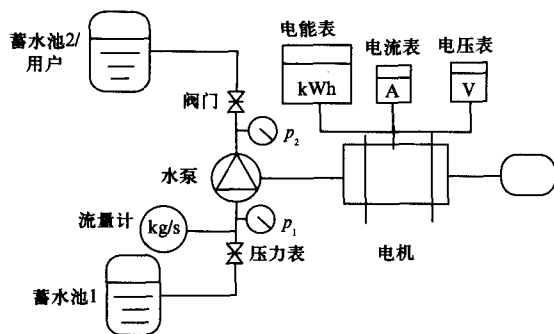 蓄水池2/
用户
电能表
kWh
电流表
A
电压表
V
阀门
p₂
水泵
流量计
kg/s
p₁
压力表
电机
蓄水池1